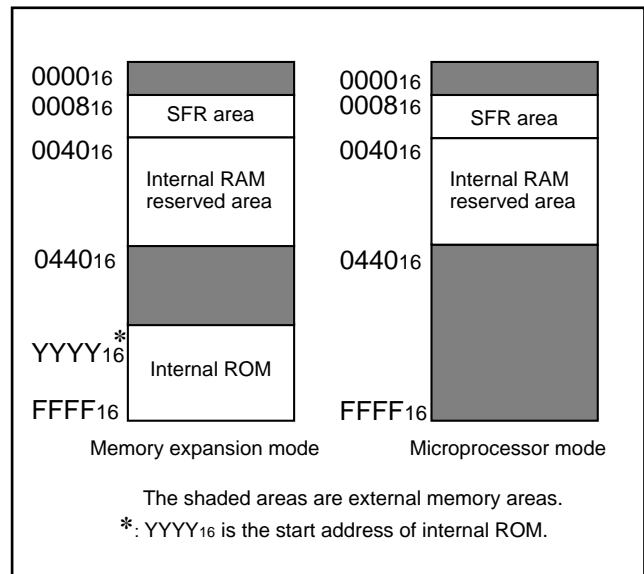 0000₁₆
0008₁₆
SFR area
0040₁₆
Internal RAM
reserved area
0440₁₆
YYYY₁₆*
Internal ROM
FFFF₁₆
Memory expansion mode
0000₁₆
0008₁₆
SFR area
0040₁₆
Internal RAM
reserved area
0440₁₆
FFFF₁₆
Microprocessor mode
The shaded areas are external memory areas.
*: YYYY₁₆ is the start address of internal ROM.